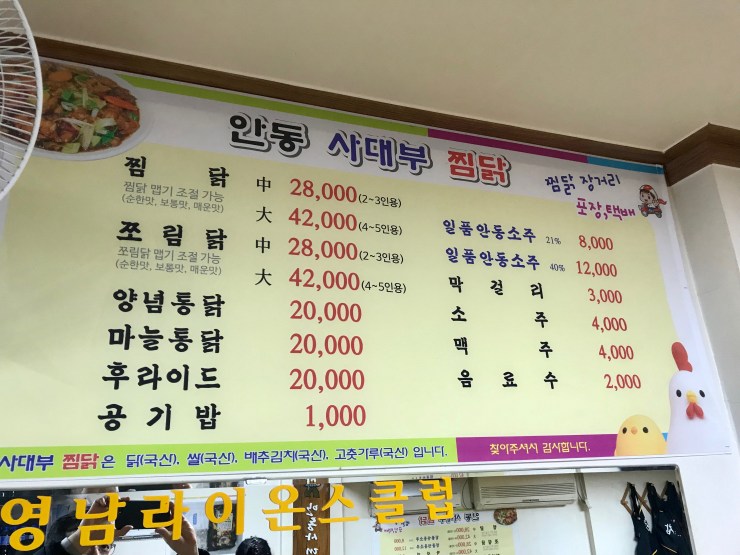 안동 사대부 찜닭
찜닭 장거리
포장,택배
찜 닭 中 28,000(2~3인용)
찜닭 맵기 조절 가능
(순한맛, 보통맛, 매운맛)
大 42,000(4~5인용)
쪼림닭 中 28,000(2~3인용)
찜닭 맵기 조절 가능
(순한맛, 보통맛, 매운맛)
大 42,000(4~5인용)
양념통닭 20,000
마늘통닭 20,000
후라이드 20,000
공기밥 1,000
일품안동소주 21% 8,000
일품안동소주 40% 12,000
막걸리 3,000
소주 4,000
맥주 4,000
음료수 2,000
사대부 찜닭은 닭(국산), 쌀(국산), 배추김치(국산), 고춧가루(국산) 입니다.
찾아주셔서 감사합니다.
영남라이온스클럽